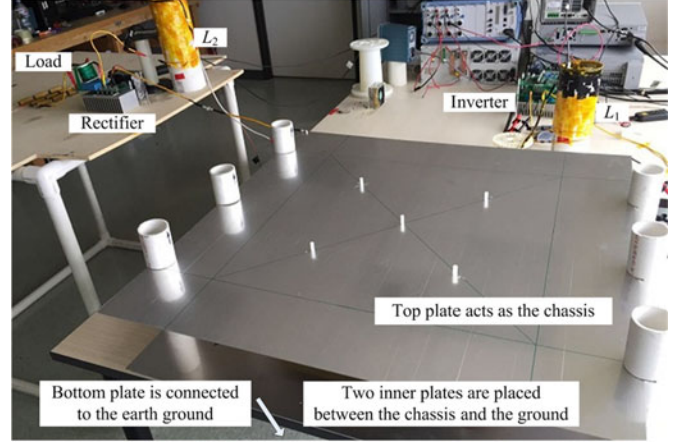 L2
Load
Rectifier
Inverter
L1
Top plate acts as the chassis
Bottom plate is connected
to the earth ground
Two inner plates are placed
between the chassis and the ground